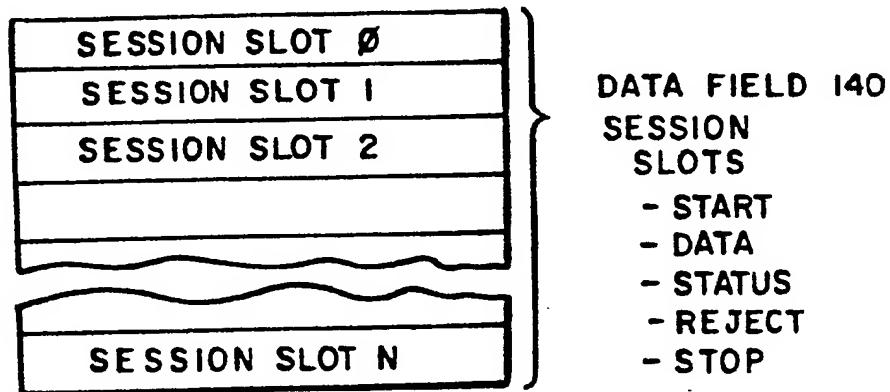 SESSION SLOT Ø
SESSION SLOT 1
SESSION SLOT 2
SESSION SLOT N
DATA FIELD 140
SESSION
SLOTS
- START
- DATA
- STATUS
- REJECT
- STOP